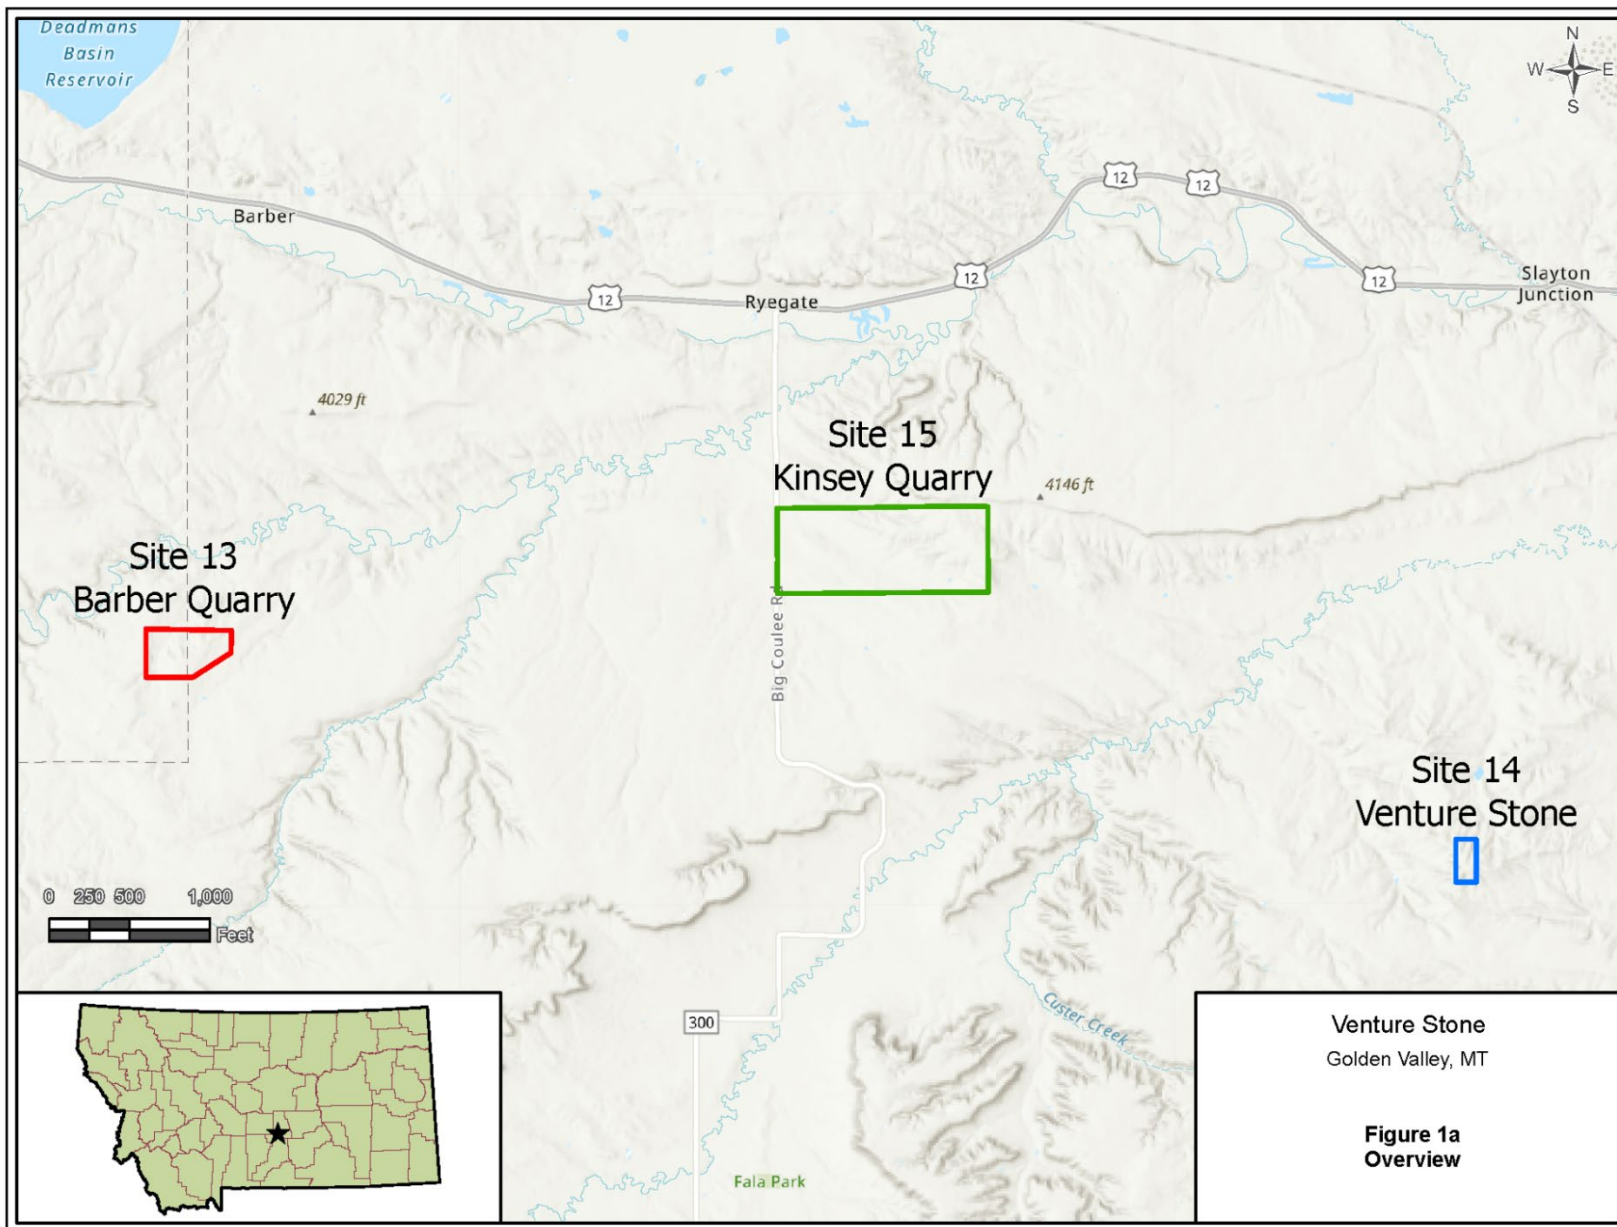 Deadmans
Basin
Reservoir
N
W E
S
12
12
Barber
Slayton
Junction
12
12
12
Ryegate
4029 ft
Site 15
Kinsey Quarry
4146 ft
Site 13
Barber Quarry
Big Coulee Rd
Site 14
Venture Stone
0 250 500 1,000
Feet
300
Custer Creek
Fala Park
Venture Stone
Golden Valley, MT
Figure 1a
Overview